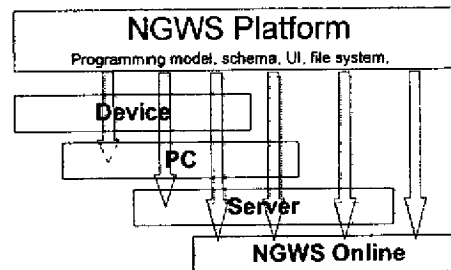 NGWS Platform
Programming model, schema, UI, file system,
Device
PC
Server
NGWS Online